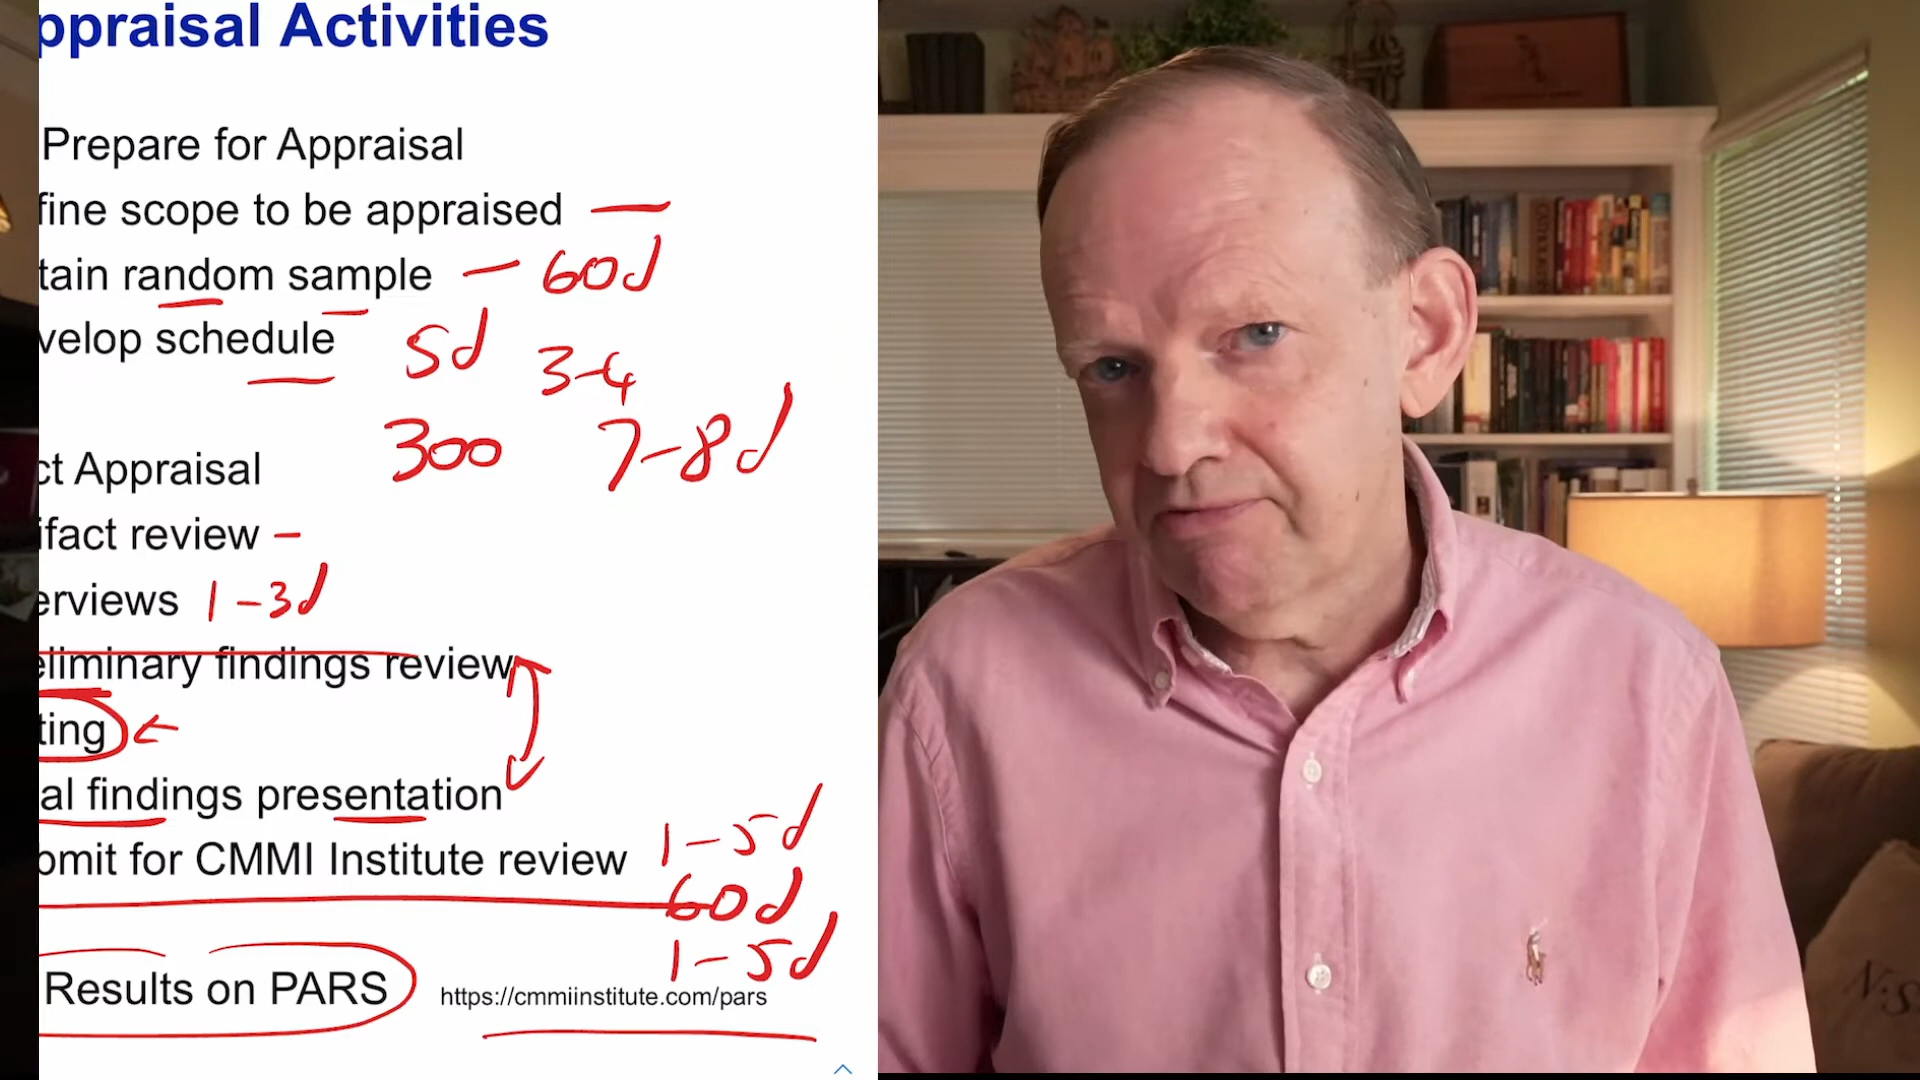 ppraisal Activities
Prepare for Appraisal
fine scope to be appraised —
tain random sample — 60d
velop schedule 5d 3-4
300 7-8d
ct Appraisal
ifact review -
erviews 1-3d
eliminary findings review
ting ←
al findings presentation
bmit for CMMI Institute review 1-5d
60d
1-5d
Results on PARS https://cmmiinstitute.com/pars